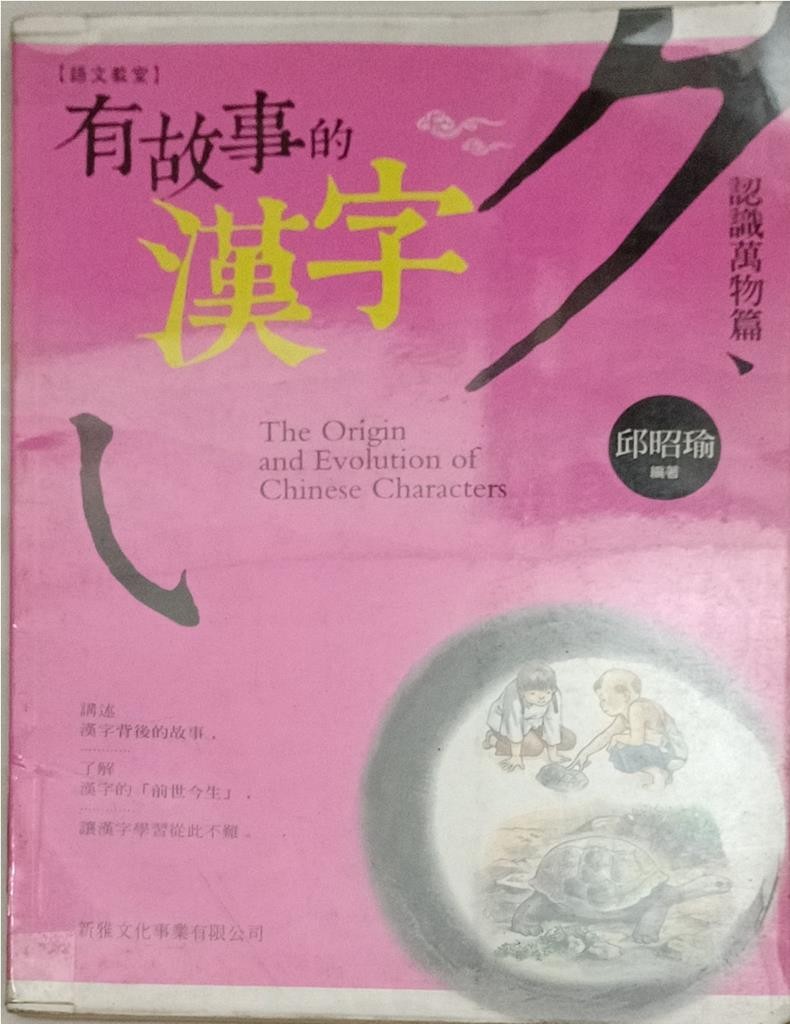 【語文教室】
有故事的
漢字
認識萬物篇
The Origin
and Evolution of
Chinese Characters
邱昭瑜
編著
講述
漢字背後的故事，
了解
漢字的「前世今生」，
讓漢字學習從此不難。
新雅文化事業有限公司